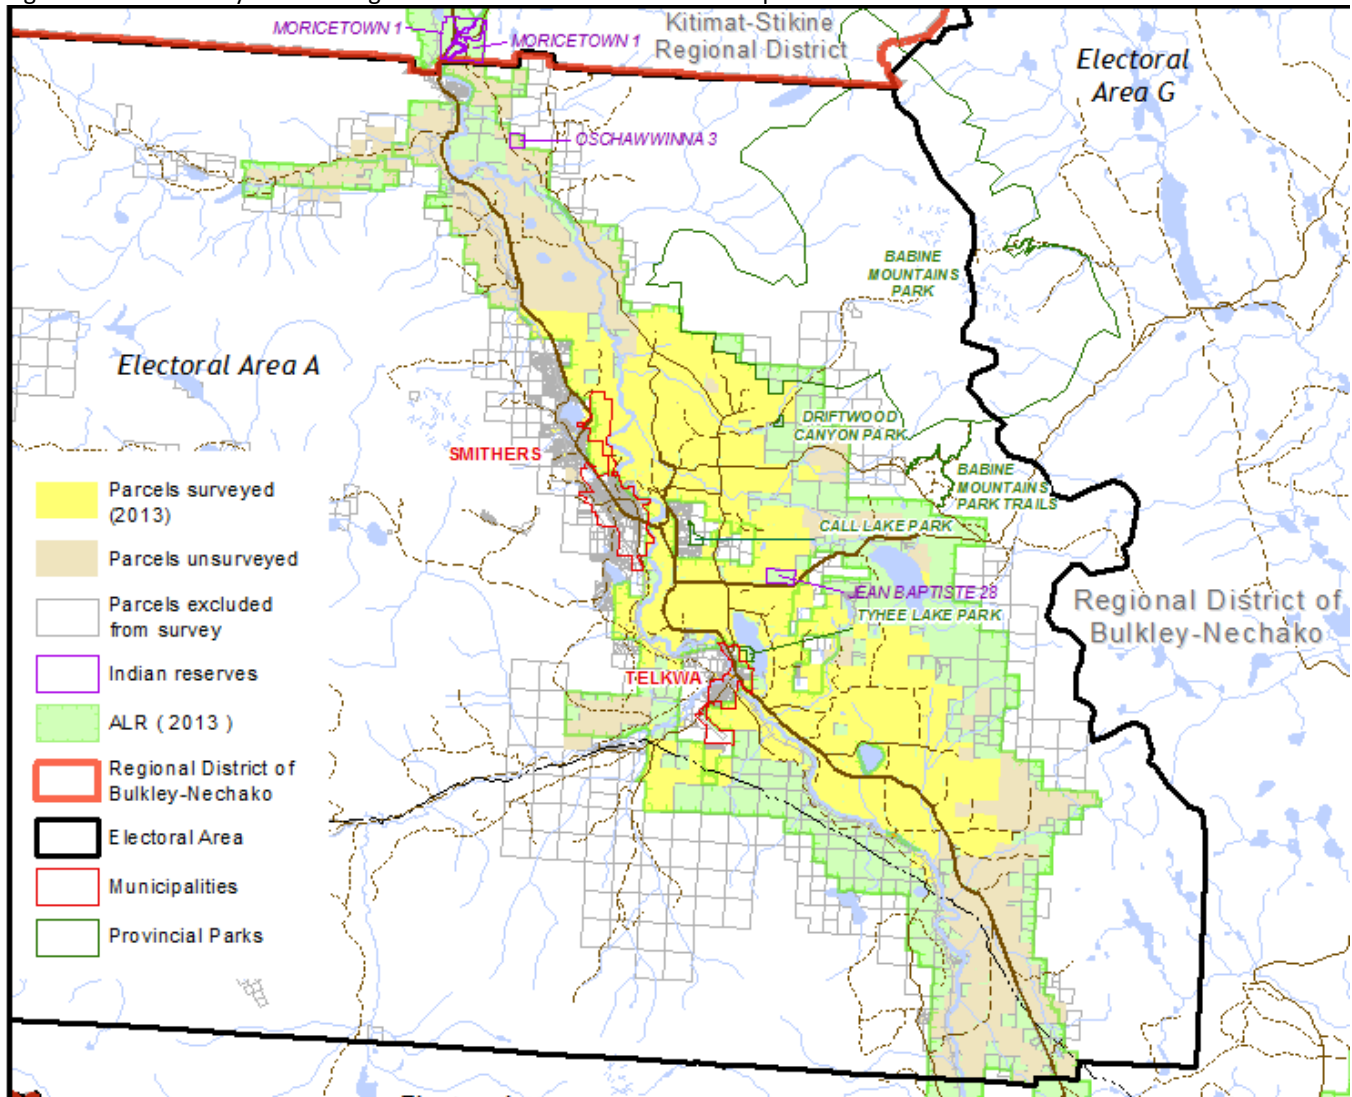 MORICETOWN 1
MORICETOWN 1
Kitimat-Stikine
Regional District
Electoral
Area G
OSCHAWWINNA 3
BABINE
MOUNTAINS
PARK
Electoral Area A
DRIFTWOOD
CANYON PARK
SMITHERS
BABINE
MOUNTAINS
PARK TRAILS
CALL LAKE PARK
JEAN BAPTISTE 28
TYHEE LAKE PARK
Regional District of
Bulkley-Nechako
TELKWA
Parcels surveyed
(2013)
Parcels unsurveyed
Parcels excluded
from survey
Indian reserves
ALR ( 2013 )
Regional District of
Bulkley-Nechako
Electoral Area
Municipalities
Provincial Parks